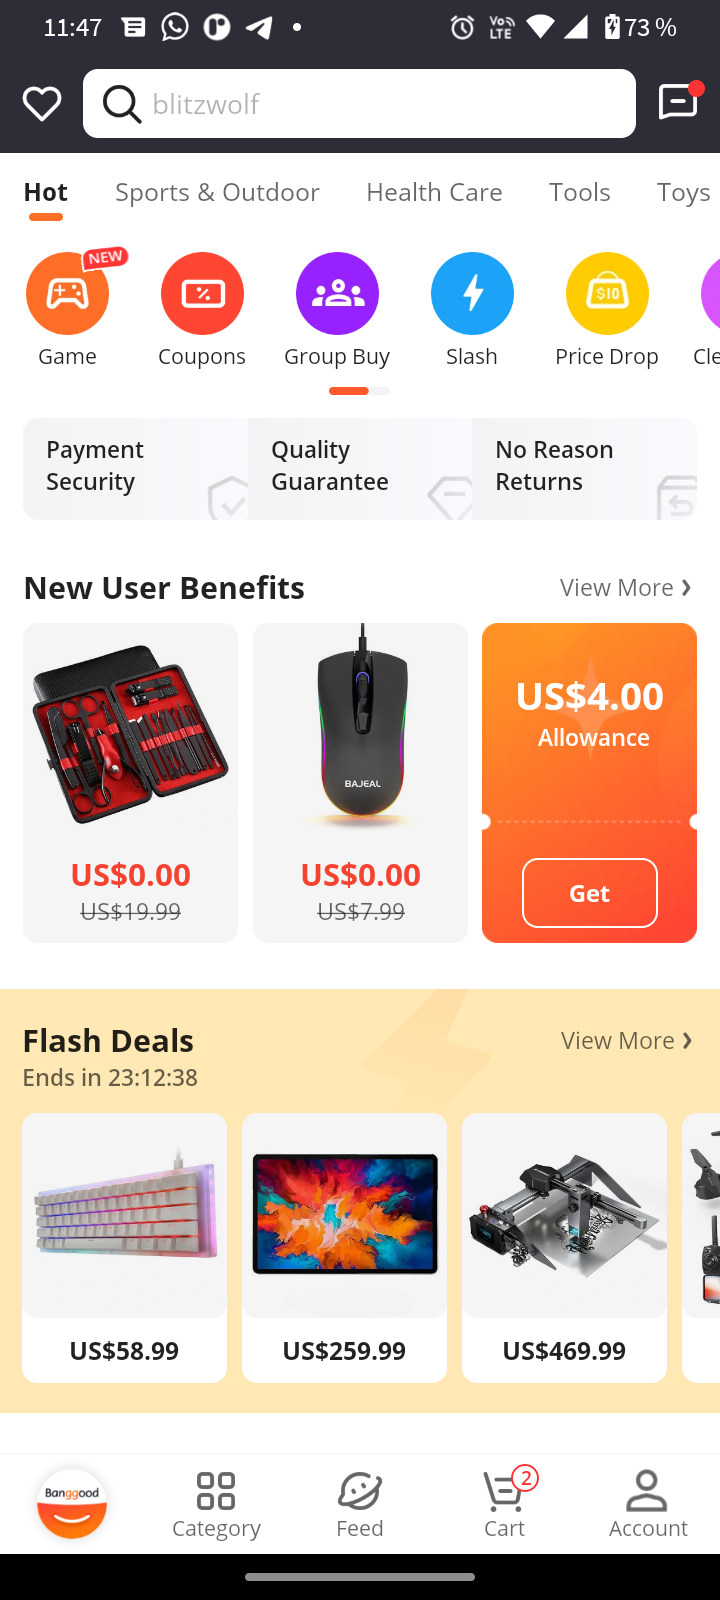 11:47
Vo
LTE
73 %
blitzwolf
Hot
Sports & Outdoor
Health Care
Tools
Toys
NEW
$10
Game
Coupons
Group Buy
Slash
Price Drop
Cle
Payment
Security
Quality
Guarantee
No Reason
Returns
New User Benefits
View More
BAJEAL
US$0.00
US$19.99
US$0.00
US$7.99
US$4.00
Allowance
Get
Flash Deals
View More
Ends in 23:12:38
US$58.99
US$259.99
US$469.99
Banggood
Category
Feed
2
Cart
Account